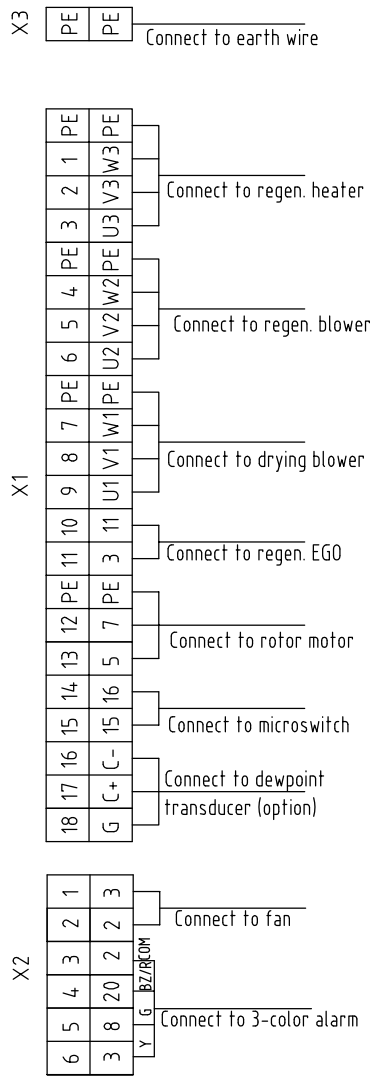 X3
PE PE
Connect to earth wire
X1
PE PE
1 W3
2 V3
3 U3
Connect to regen. heater
PE PE
4 W2
5 V2
6 U2
Connect to regen. blower
PE PE
7 W1
8 V1
9 U1
Connect to drying blower
10 11
11 3
Connect to regen. EGO
PE PE
12 7
13 5
Connect to rotor motor
14 16
15 15
Connect to microswitch
16 C-
17 C+
18 G
Connect to dewpoint
transducer (option)
X2
1 3
2 2
Connect to fan
3 2 COM
4 20 BZ/R
5 8 G
6 3 Y
Connect to 3-color alarm